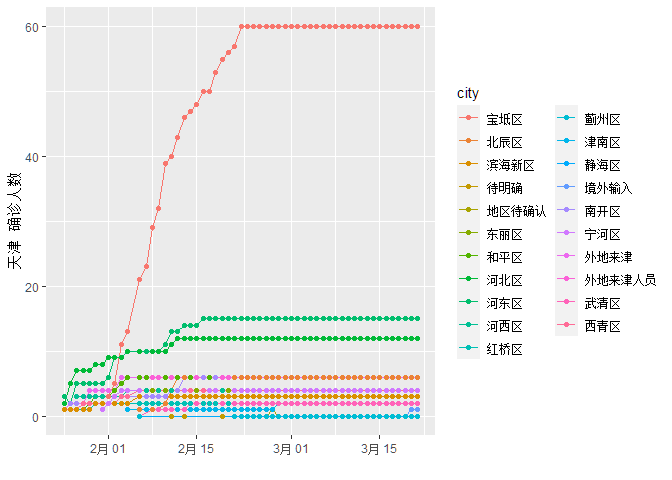 60
40
20
0
天津 确诊人数
2月 01
2月 15
3月 01
3月 15
city
宝坻区
北辰区
滨海新区
待明确
地区待确认
东丽区
和平区
河北区
河东区
河西区
红桥区
蓟州区
津南区
静海区
境外输入
南开区
宁河区
外地来津
外地来津人员
武清区
西青区